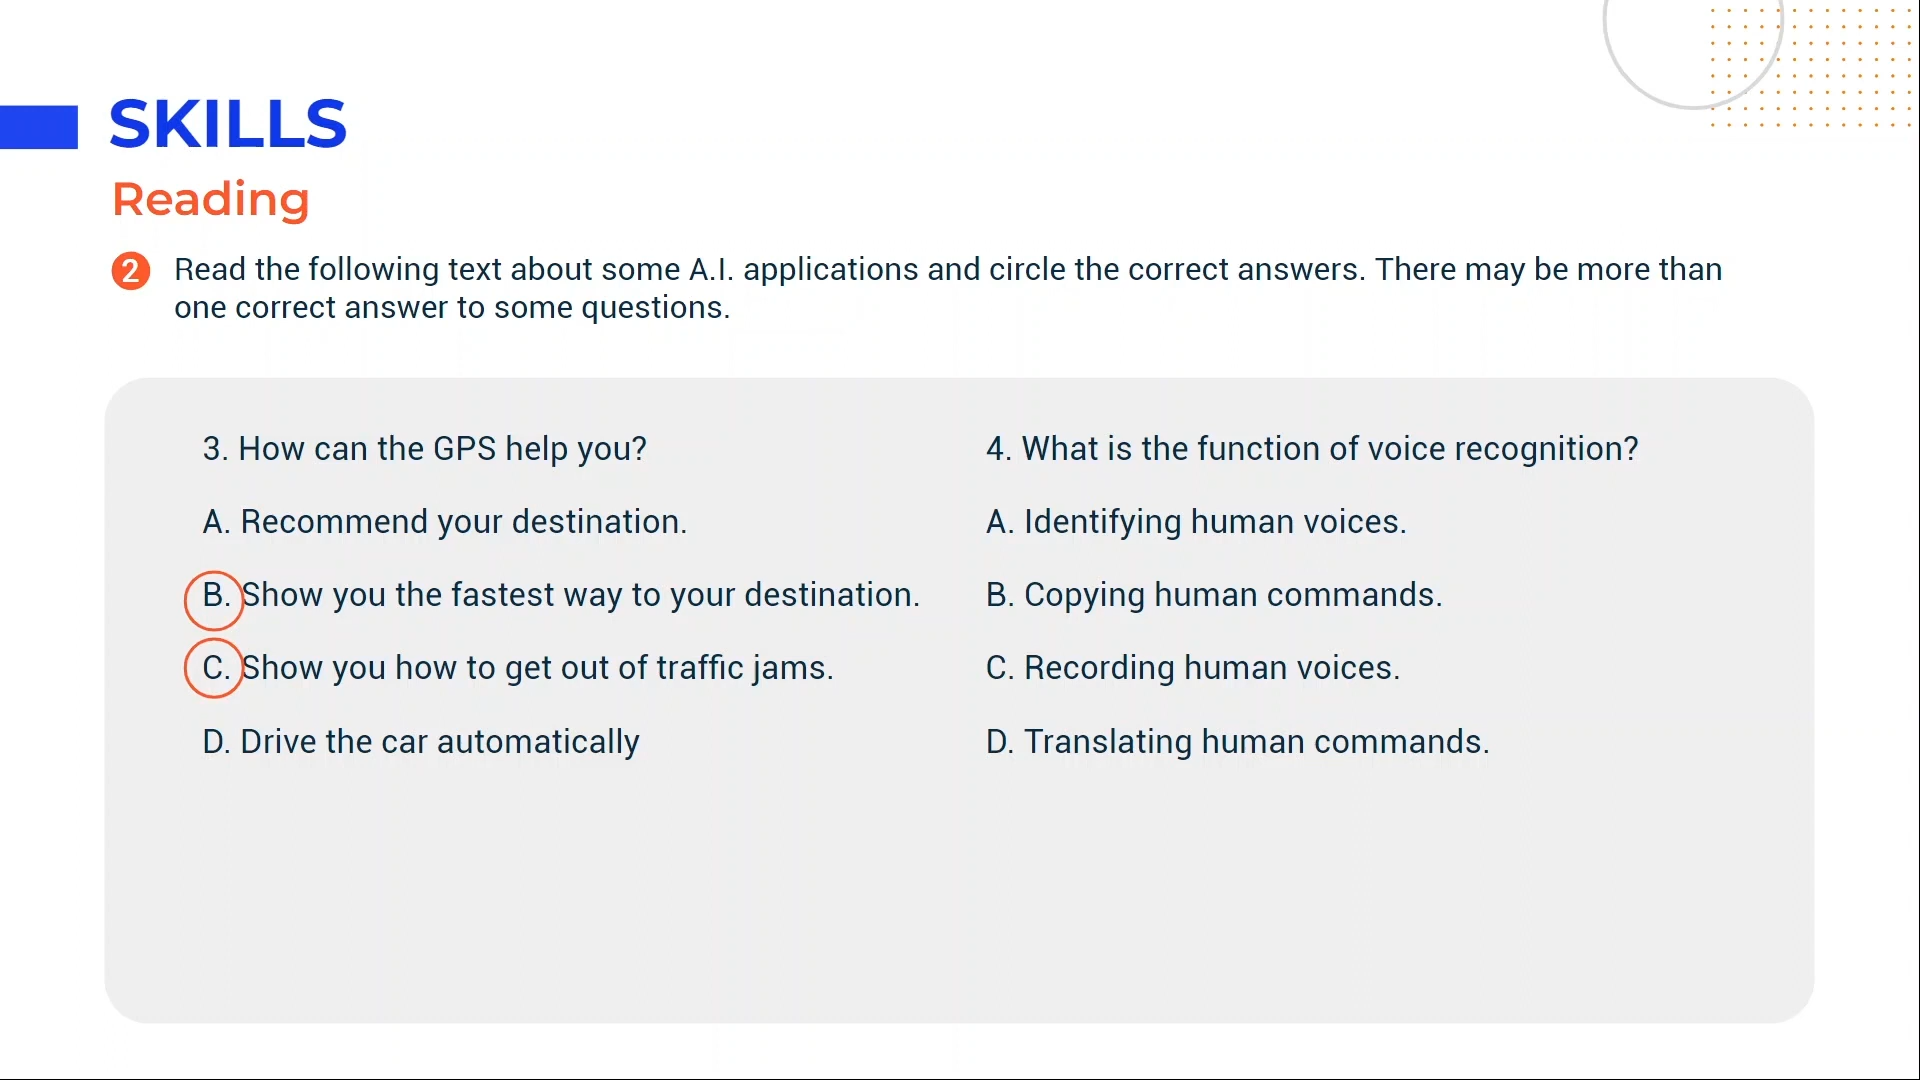 SKILLS
Reading
2 Read the following text about some A.I. applications and circle the correct answers. There may be more than
one correct answer to some questions.
3. How can the GPS help you?
A. Recommend your destination.
B. Show you the fastest way to your destination.
C. Show you how to get out of traffic jams.
D. Drive the car automatically
4. What is the function of voice recognition?
A. Identifying human voices.
B. Copying human commands.
C. Recording human voices.
D. Translating human commands.